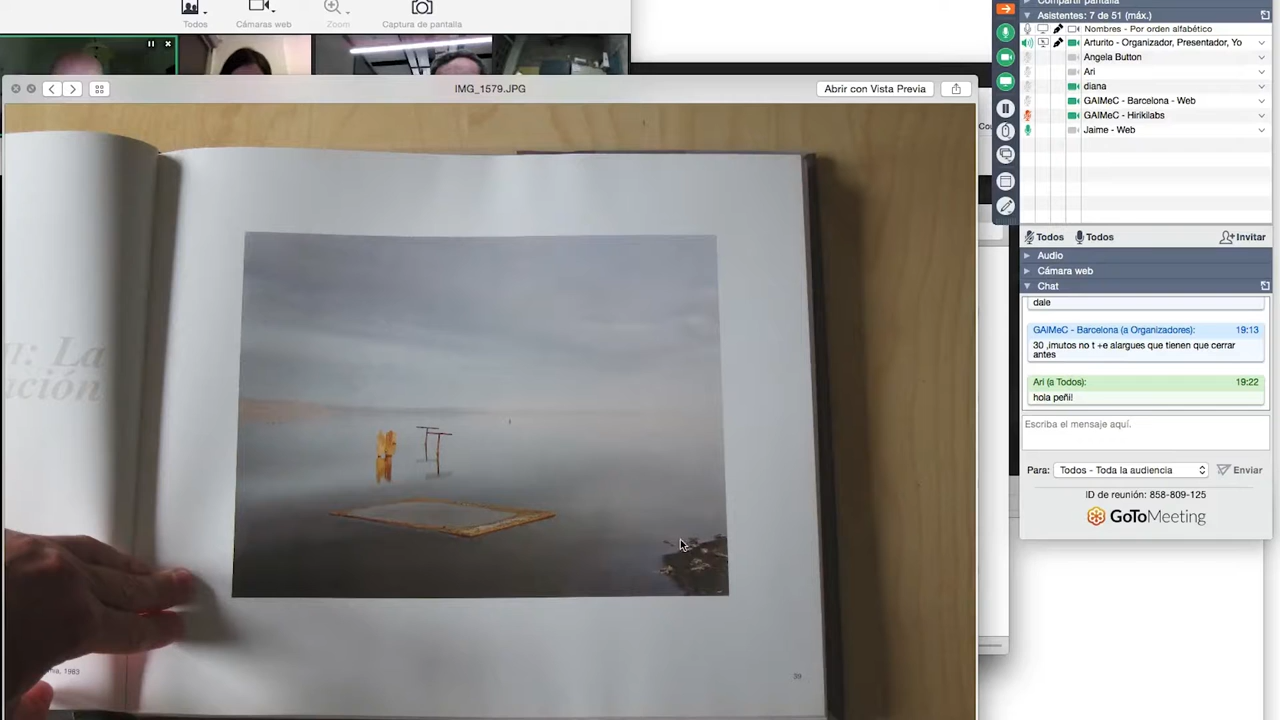 Todos
Cámaras web
Zoom
Captura de pantalla
IMG_1579.JPG
Abrir con Vista Previa
n: La
ución.
1983
39
Compartir pantalla
Asistentes: 7 de 51 (máx.)
Nombres - Por orden alfabético
Arturito - Organizador, Presentador, Yo
Angela Button
Ari
diana
GAIMeC - Barcelona - Web
GAIMeC - Hirikilabs
Jaime - Web
Todos
Todos
Invitar
Audio
Cámara web
Chat
dale
GAIMeC - Barcelona (a Organizadores): 19:13
30 ,imutos no t +e alargues que tienen que cerrar
antes
Ari (a Todos): 19:22
hola peñi!
Escriba el mensaje aquí.
Para: Todos - Toda la audiencia Enviar
ID de reunión: 858-809-125
GoToMeeting